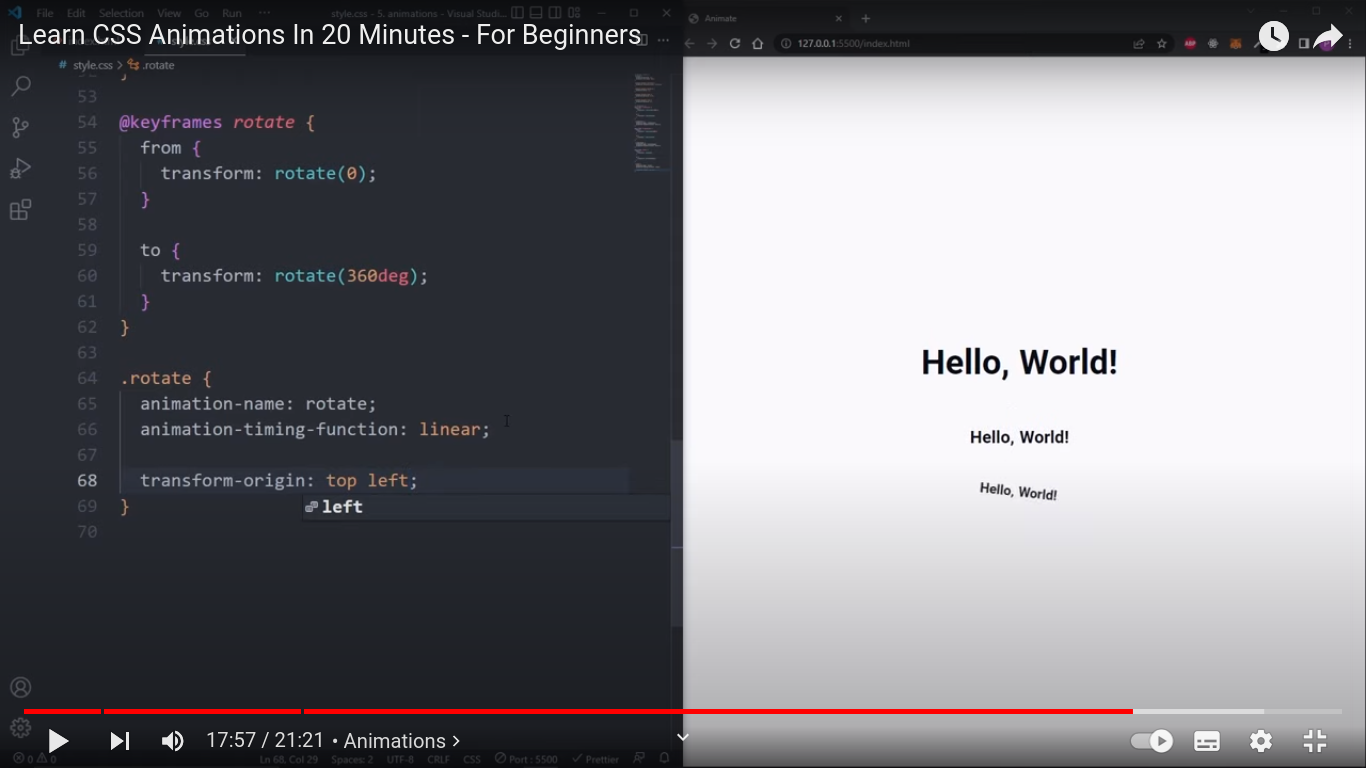 File Edit Selection View Go Run ··· style.css - 5. animations - Visual Studi...
Learn CSS Animations In 20 Minutes - For Beginners
Animate
127.0.0.1:5500/index.html
# style.css > .rotate
52 }
53
54 @keyframes rotate {
55 from {
56 transform: rotate(0);
57 }
58
59 to {
60 transform: rotate(360deg);
61 }
62 }
63
64 .rotate {
65 animation-name: rotate;
66 animation-timing-function: linear;
67
68 transform-origin: top left;
69 }
left
70
Hello, World!
Hello, World!
Hello, World!
17:57 / 21:21 • Animations >
0 0 Ln 68, Col 29 Spaces: 2 UTF-8 CRLF CSS Port : 5500 Prettier